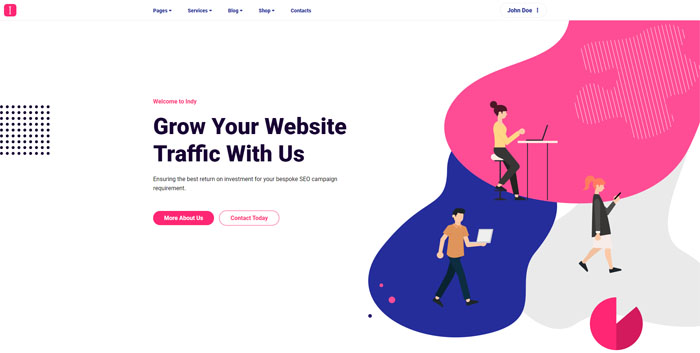 Pages
Services
Blog
Shop
Contacts
John Doe
Welcome to Indy
Grow Your Website
Traffic With Us
Ensuring the best return on investment for your bespoke SEO campaign
requirement.
More About Us
Contact Today